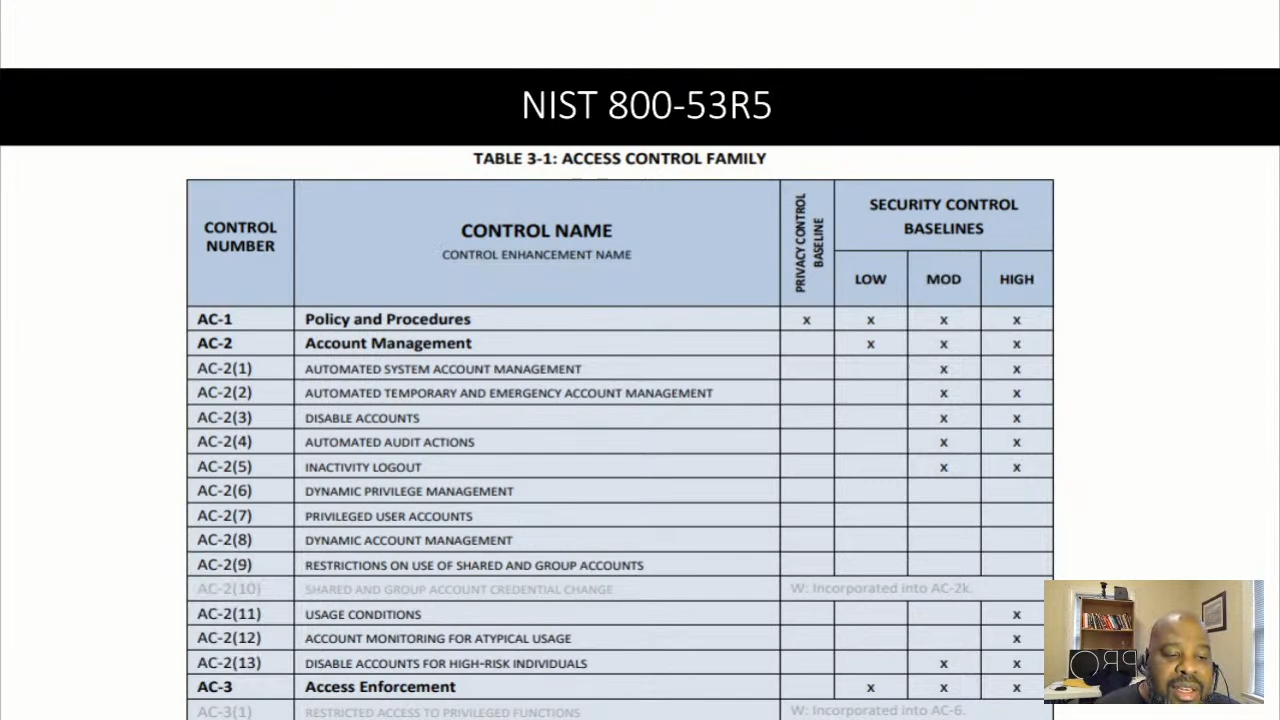 NIST 800-53R5
TABLE 3-1: ACCESS CONTROL FAMILY
CONTROL NUMBER
CONTROL NAME
CONTROL ENHANCEMENT NAME
PRIVACY CONTROL BASELINE
SECURITY CONTROL BASELINES
LOW MOD HIGH
AC-1 Policy and Procedures x x x x
AC-2 Account Management x x x
AC-2(1) AUTOMATED SYSTEM ACCOUNT MANAGEMENT x x
AC-2(2) AUTOMATED TEMPORARY AND EMERGENCY ACCOUNT MANAGEMENT x x
AC-2(3) DISABLE ACCOUNTS x x
AC-2(4) AUTOMATED AUDIT ACTIONS x x
AC-2(5) INACTIVITY LOGOUT x x
AC-2(6) DYNAMIC PRIVILEGE MANAGEMENT
AC-2(7) PRIVILEGED USER ACCOUNTS
AC-2(8) DYNAMIC ACCOUNT MANAGEMENT
AC-2(9) RESTRICTIONS ON USE OF SHARED AND GROUP ACCOUNTS
AC-2(10) SHARED AND GROUP ACCOUNT CREDENTIAL CHANGE W: Incorporated into AC-2k.
AC-2(11) USAGE CONDITIONS x
AC-2(12) ACCOUNT MONITORING FOR ATYPICAL USAGE x
AC-2(13) DISABLE ACCOUNTS FOR HIGH-RISK INDIVIDUALS x x
AC-3 Access Enforcement x x x
AC-3(1) RESTRICTED ACCESS TO PRIVILEGED FUNCTIONS W: Incorporated into AC-6.